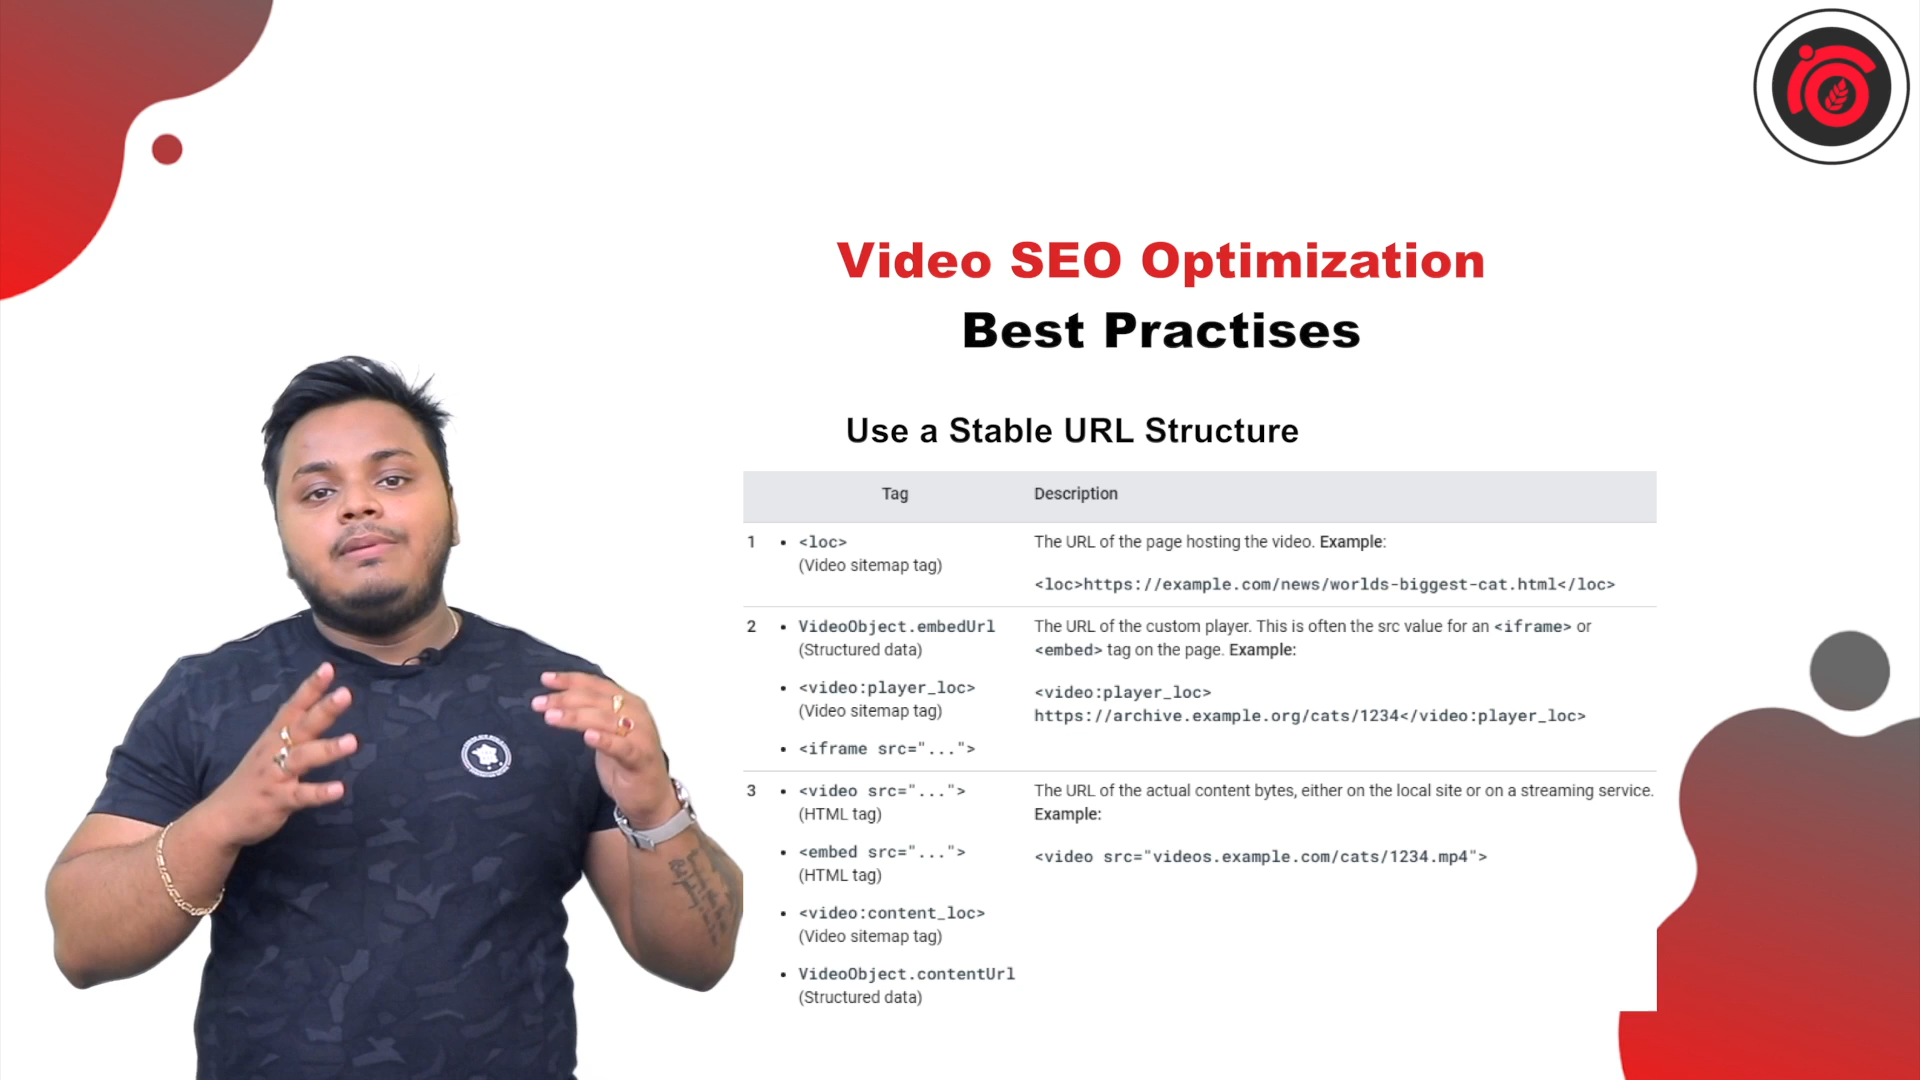 Video SEO Optimization
Best Practises
Use a Stable URL Structure
Tag Description
1 • <loc>
(Video sitemap tag)
The URL of the page hosting the video. Example:
<loc>https://example.com/news/worlds-biggest-cat.html</loc>
2 • VideoObject.embedUrl
(Structured data)
• <video:player_loc>
(Video sitemap tag)
• <iframe src="...">
The URL of the custom player. This is often the src value for an <iframe> or
<embed> tag on the page. Example:
<video:player_loc>
https://archive.example.org/cats/1234</video:player_loc>
3 • <video src="...">
(HTML tag)
• <embed src="...">
(HTML tag)
• <video:content_loc>
(Video sitemap tag)
• VideoObject.contentUrl
(Structured data)
The URL of the actual content bytes, either on the local site or on a streaming service.
Example:
<video src="videos.example.com/cats/1234.mp4">